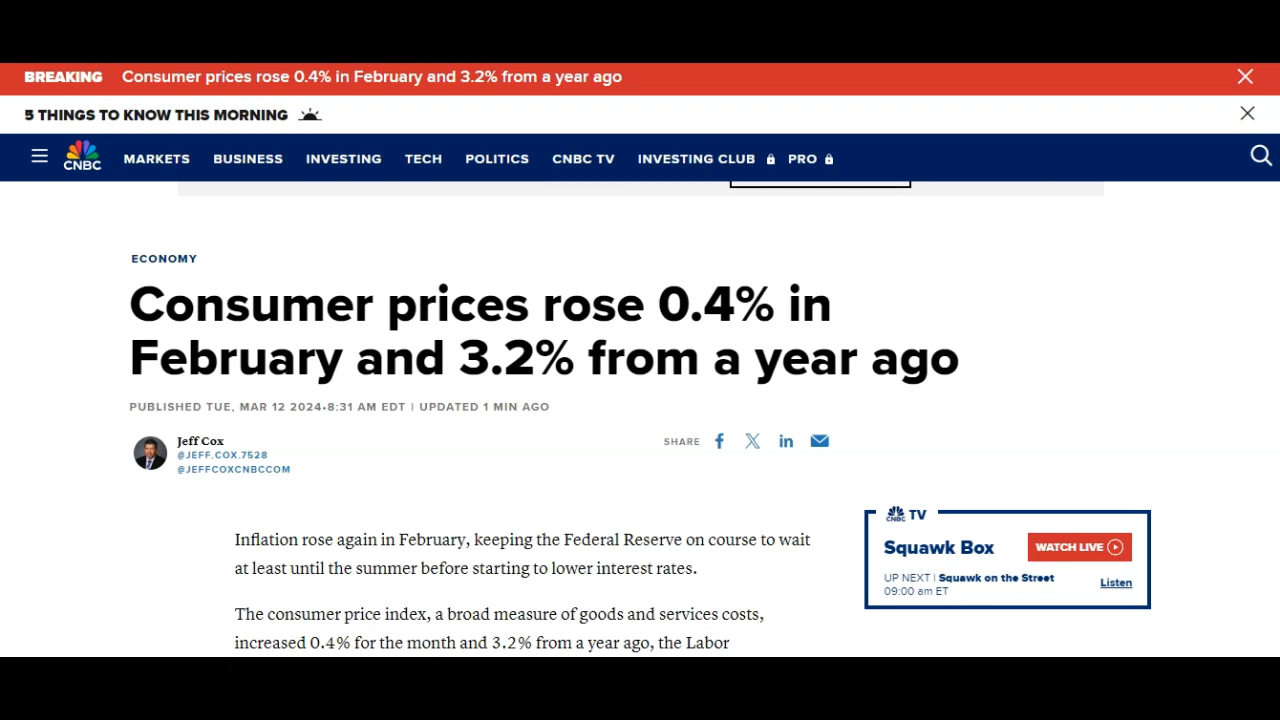 BREAKING Consumer prices rose 0.4% in February and 3.2% from a year ago
5 THINGS TO KNOW THIS MORNING
CNBC MARKETS BUSINESS INVESTING TECH POLITICS CNBC TV INVESTING CLUB PRO
ECONOMY
Consumer prices rose 0.4% in
February and 3.2% from a year ago
PUBLISHED TUE, MAR 12 2024•8:31 AM EDT | UPDATED 1 MIN AGO
Jeff Cox
@JEFF.COX.7528
@JEFFCOXCNBCCOM
SHARE
Inflation rose again in February, keeping the Federal Reserve on course to wait
at least until the summer before starting to lower interest rates.
The consumer price index, a broad measure of goods and services costs,
increased 0.4% for the month and 3.2% from a year ago, the Labor
CNBC TV
Squawk Box
WATCH LIVE
UP NEXT | Squawk on the Street
09:00 am ET
Listen